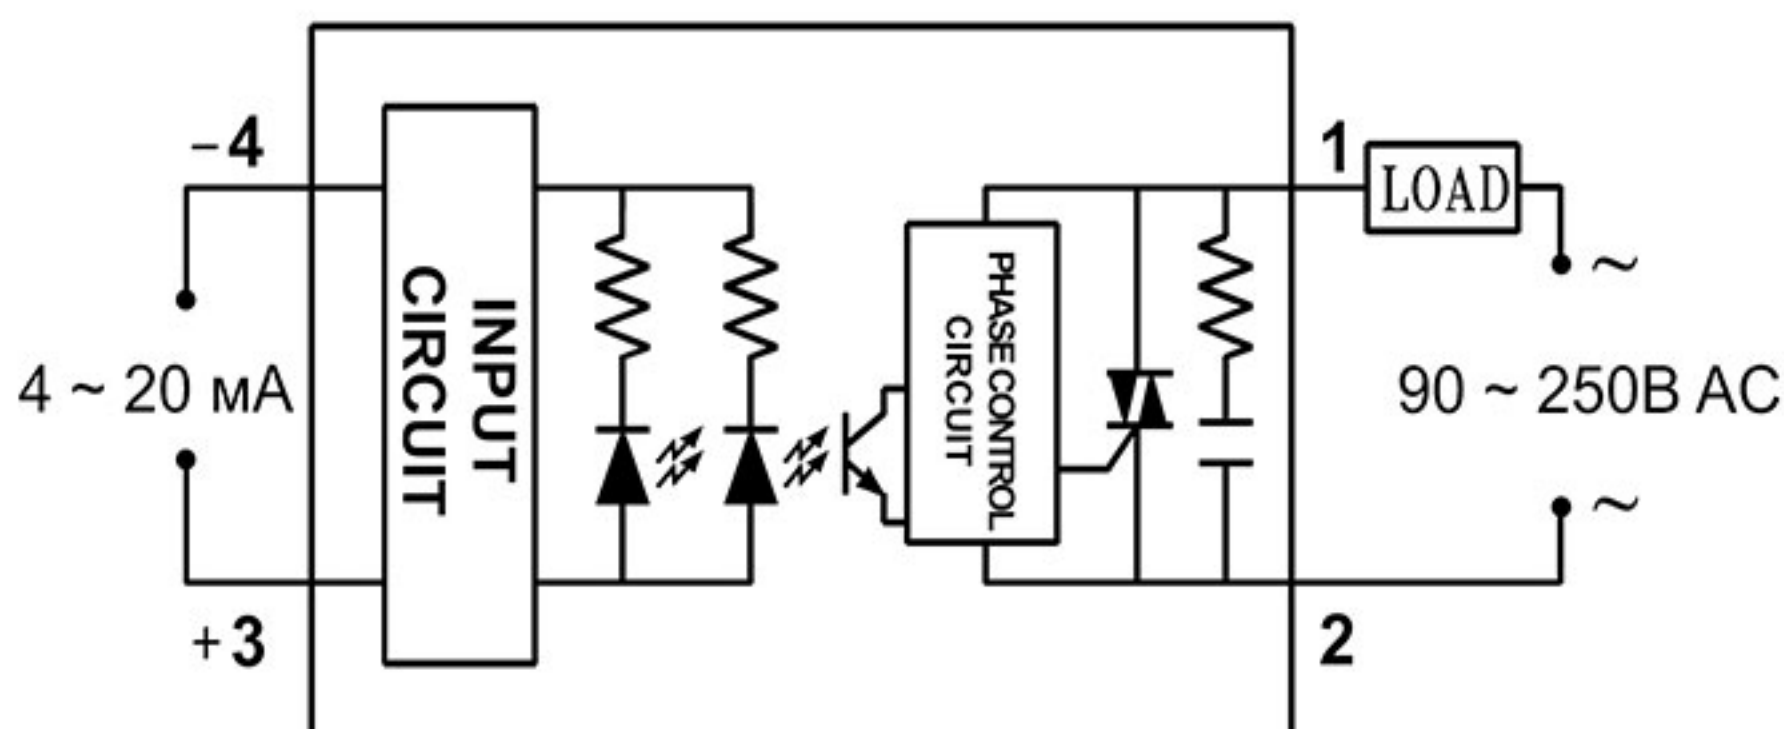 −4
INPUT
CIRCUIT
4 ~ 20 мА
+3
PHASE CONTROL
CIRCUIT
1
LOAD
~
90 ~ 250В AC
~
2